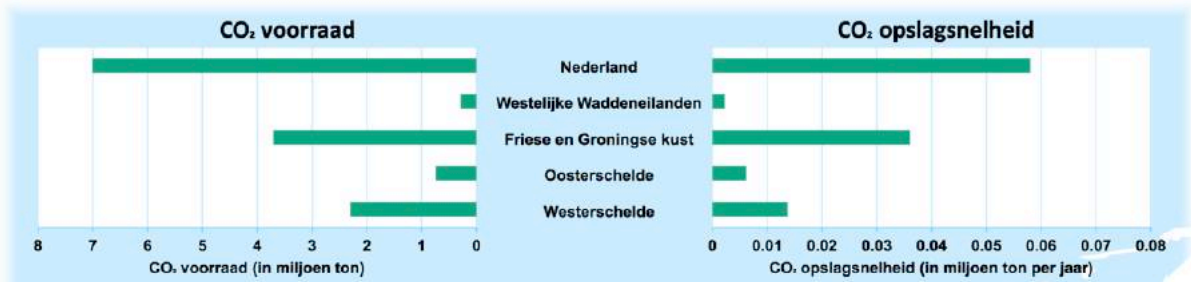 CO₂ voorraad
CO₂ opslagsnelheid
Nederland
Westelijke Waddeneilanden
Friese en Groningse kust
Oosterschelde
Westerschelde
8 7 6 5 4 3 2 1 0
0 0.01 0.02 0.03 0.04 0.05 0.06 0.07 0.08
CO₂ voorraad (in miljoen ton)
CO₂ opslagsnelheid (in miljoen ton per jaar)